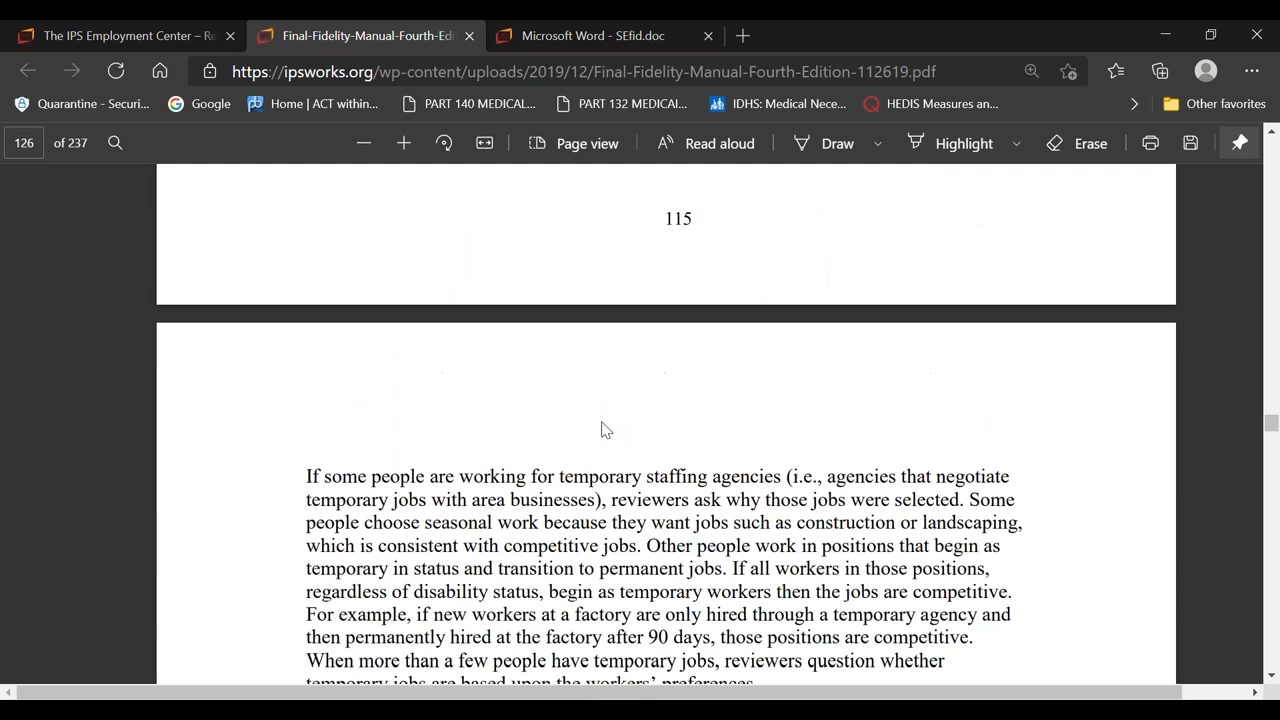 The IPS Employment Center – Re
Final-Fidelity-Manual-Fourth-Edi
Microsoft Word - SEfid.doc
https://ipsworks.org/wp-content/uploads/2019/12/Final-Fidelity-Manual-Fourth-Edition-112619.pdf
Quarantine - Securi...
Google
Home | ACT within...
PART 140 MEDICAL...
PART 132 MEDICAI...
IDHS: Medical Nece...
HEDIS Measures an...
Other favorites
126 of 237
Page view
Read aloud
Draw
Highlight
Erase
115
If some people are working for temporary staffing agencies (i.e., agencies that negotiate
temporary jobs with area businesses), reviewers ask why those jobs were selected. Some
people choose seasonal work because they want jobs such as construction or landscaping,
which is consistent with competitive jobs. Other people work in positions that begin as
temporary in status and transition to permanent jobs. If all workers in those positions,
regardless of disability status, begin as temporary workers then the jobs are competitive.
For example, if new workers at a factory are only hired through a temporary agency and
then permanently hired at the factory after 90 days, those positions are competitive.
When more than a few people have temporary jobs, reviewers question whether
temporary jobs are based upon the workers' preferences.